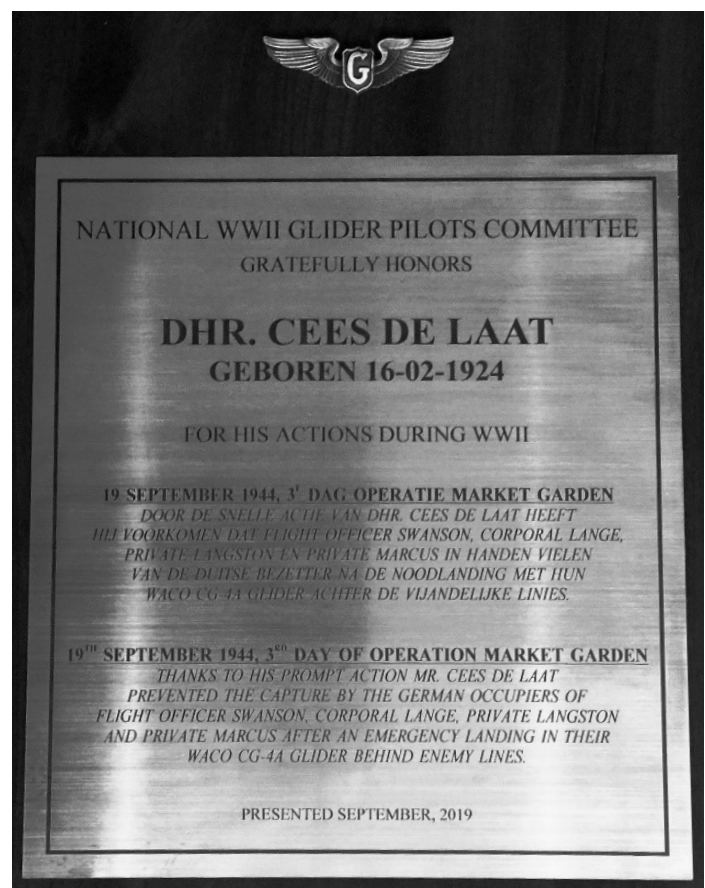 G
NATIONAL WWII GLIDER PILOTS COMMITTEE
GRATEFULLY HONORS
DHR. CEES DE LAAT
GEBOREN 16-02-1924
FOR HIS ACTIONS DURING WWII
19 SEPTEMBER 1944, 3ᵉ DAG OPERATIE MARKET GARDEN
DOOR DE SNELLE ACTIE VAN DHR. CEES DE LAAT HEEFT
HIJ VOORKOMEN DAT FLIGHT OFFICER SWANSON, CORPORAL LANGE,
PRIVATE LANGSTON EN PRIVATE MARCUS IN HANDEN VIELEN
VAN DE DUITSE BEZETTER NA DE NOODLANDING MET HUN
WACO CG-4A GLIDER ACHTER DE VIJANDELIJKE LINIES.
19TH SEPTEMBER 1944, 3RD DAY OF OPERATION MARKET GARDEN
THANKS TO HIS PROMPT ACTION MR. CEES DE LAAT
PREVENTED THE CAPTURE BY THE GERMAN OCCUPIERS OF
FLIGHT OFFICER SWANSON, CORPORAL LANGE, PRIVATE LANGSTON
AND PRIVATE MARCUS AFTER AN EMERGENCY LANDING IN THEIR
WACO CG-4A GLIDER BEHIND ENEMY LINES.
PRESENTED SEPTEMBER, 2019